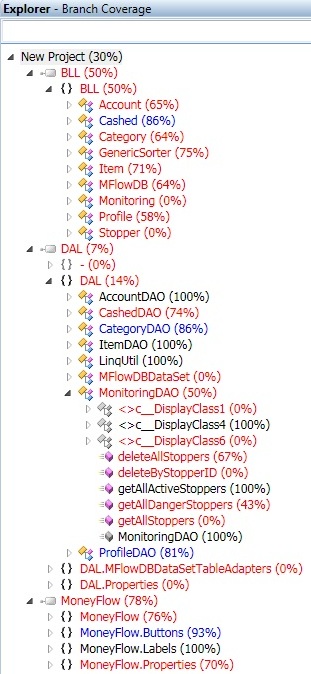 Explorer - Branch Coverage
New Project (30%)
BLL (50%)
{} BLL (50%)
Account (65%)
Cashed (86%)
Category (64%)
GenericSorter (75%)
Item (71%)
MFlowDB (64%)
Monitoring (0%)
Profile (58%)
Stopper (0%)
DAL (7%)
{} - (0%)
{} DAL (14%)
AccountDAO (100%)
CashedDAO (74%)
CategoryDAO (86%)
ItemDAO (100%)
LinqUtil (100%)
MFlowDBDataSet (0%)
MonitoringDAO (50%)
<>c__DisplayClass1 (0%)
<>c__DisplayClass4 (100%)
<>c__DisplayClass6 (0%)
deleteAllStoppers (67%)
deleteByStopperID (0%)
getAllActiveStoppers (100%)
getAllDangerStoppers (43%)
getAllStoppers (0%)
MonitoringDAO (100%)
ProfileDAO (81%)
{} DAL.MFlowDBDataSetTableAdapters (0%)
{} DAL.Properties (0%)
MoneyFlow (78%)
{} MoneyFlow (76%)
{} MoneyFlow.Buttons (93%)
{} MoneyFlow.Labels (100%)
{} MoneyFlow.Properties (70%)